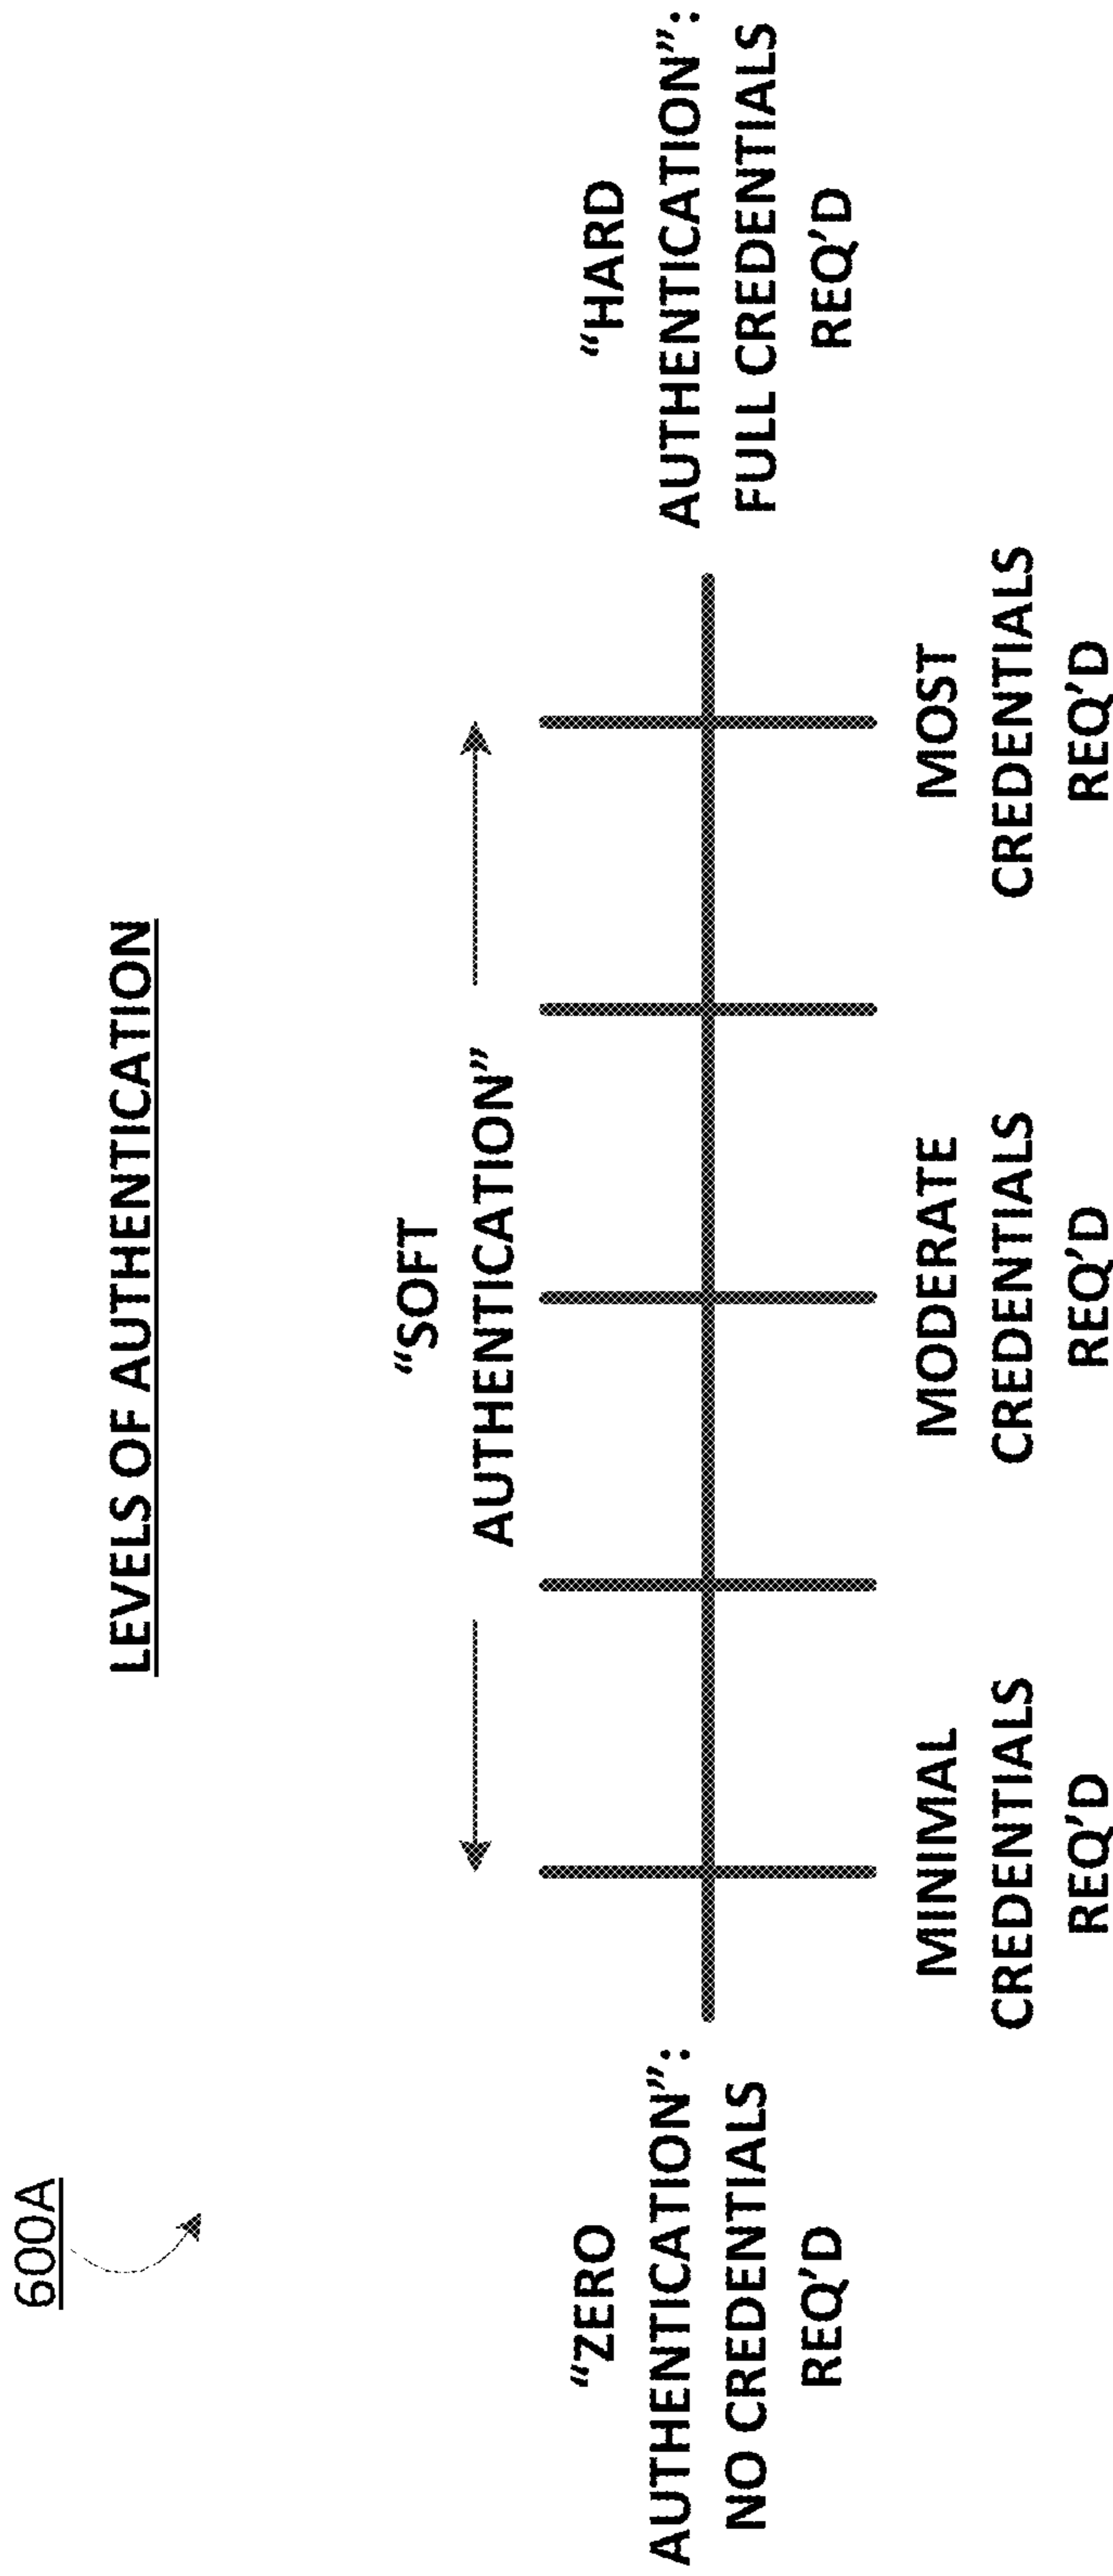 600A
LEVELS OF AUTHENTICATION
“SOFT
AUTHENTICATION”
“ZERO
AUTHENTICATION”:
NO CREDENTIALS
REQ’D
“HARD
AUTHENTICATION”:
FULL CREDENTIALS
REQ’D
MINIMAL
CREDENTIALS
REQ’D
MODERATE
CREDENTIALS
REQ’D
MOST
CREDENTIALS
REQ’D